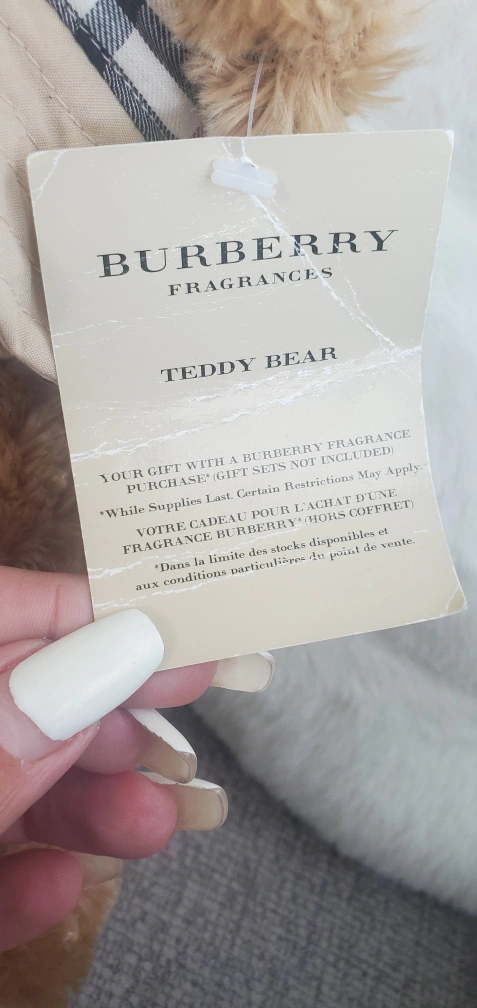 BURBERRY
FRAGRANCES
TEDDY BEAR
YOUR GIFT WITH A BURBERRY FRAGRANCE
PURCHASE* (GIFT SETS NOT INCLUDED)
*While Supplies Last. Certain Restrictions May Apply.
VOTRE CADEAU POUR L'ACHAT D'UNE
FRAGRANCE BURBERRY* (HORS COFFRET)
*Dans la limite des stocks disponibles et
aux conditions particulières du point de vente.